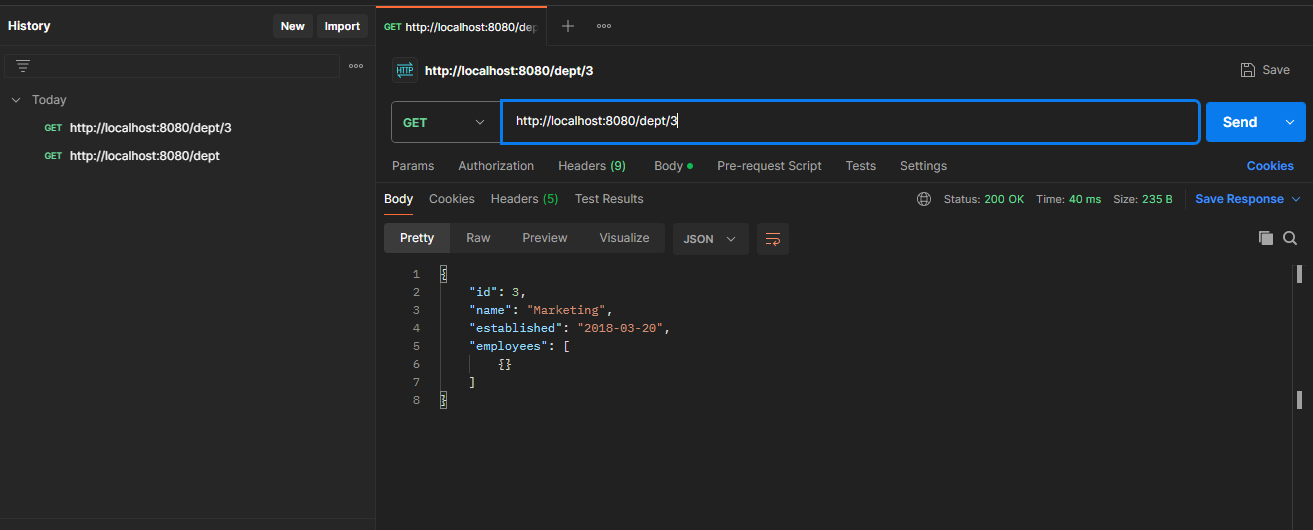 History
New
Import
Today
GET http://localhost:8080/dept/3
GET http://localhost:8080/dept
GET http://localhost:8080/dep
HTTP http://localhost:8080/dept/3
Save
GET
http://localhost:8080/dept/3
Send
Params Authorization Headers (9) Body Pre-request Script Tests Settings Cookies
Body Cookies Headers (5) Test Results Status: 200 OK Time: 40 ms Size: 235 B Save Response
Pretty Raw Preview Visualize JSON
1 {
2 "id": 3,
3 "name": "Marketing",
4 "established": "2018-03-20",
5 "employees": [
6 {}
7 ]
8 }